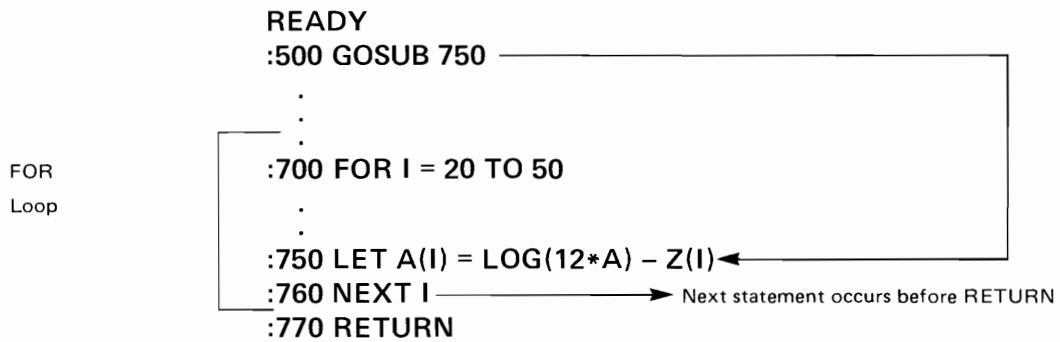 READY
:500 GOSUB 750
.
.
.
:700 FOR I = 20 TO 50
FOR
Loop
.
.
:750 LET A(I) = LOG(12*A) – Z(I)
:760 NEXT I
Next statement occurs before RETURN
:770 RETURN